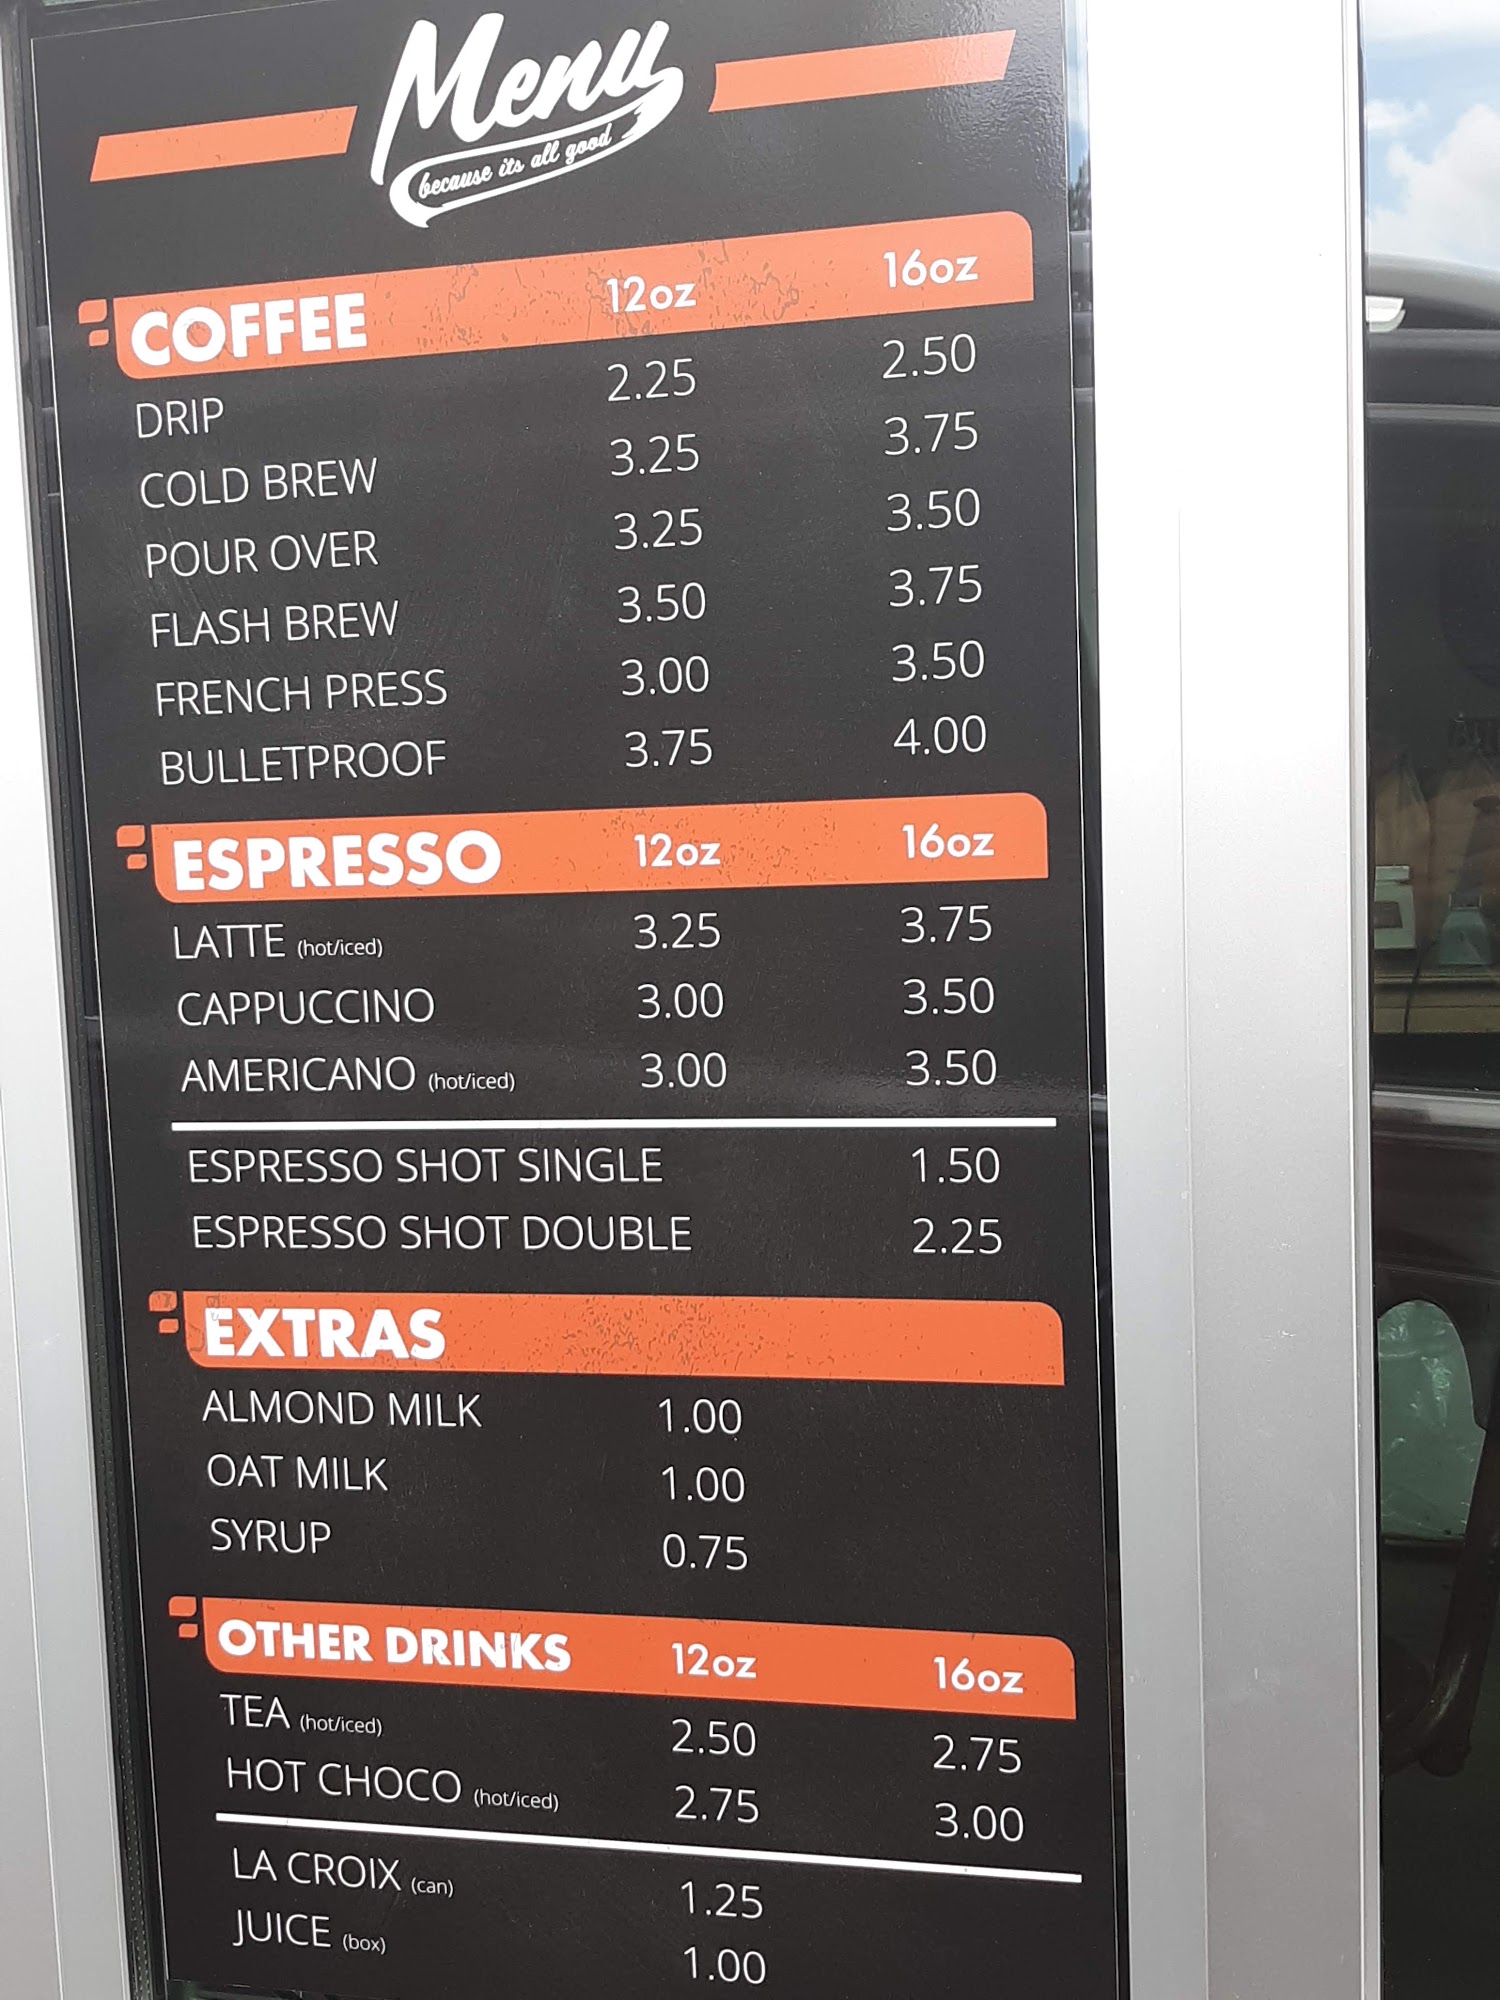 Menu
because its all good
COFFEE 12oz 16oz
DRIP 2.25 2.50
COLD BREW 3.25 3.75
POUR OVER 3.25 3.50
FLASH BREW 3.50 3.75
FRENCH PRESS 3.00 3.50
BULLETPROOF 3.75 4.00
ESPRESSO 12oz 16oz
LATTE (hot/iced) 3.25 3.75
CAPPUCCINO 3.00 3.50
AMERICANO (hot/iced) 3.00 3.50
ESPRESSO SHOT SINGLE 1.50
ESPRESSO SHOT DOUBLE 2.25
EXTRAS
ALMOND MILK 1.00
OAT MILK 1.00
SYRUP 0.75
OTHER DRINKS 12oz 16oz
TEA (hot/iced) 2.50 2.75
HOT CHOCO (hot/iced) 2.75 3.00
LA CROIX (can) 1.25
JUICE (box) 1.00